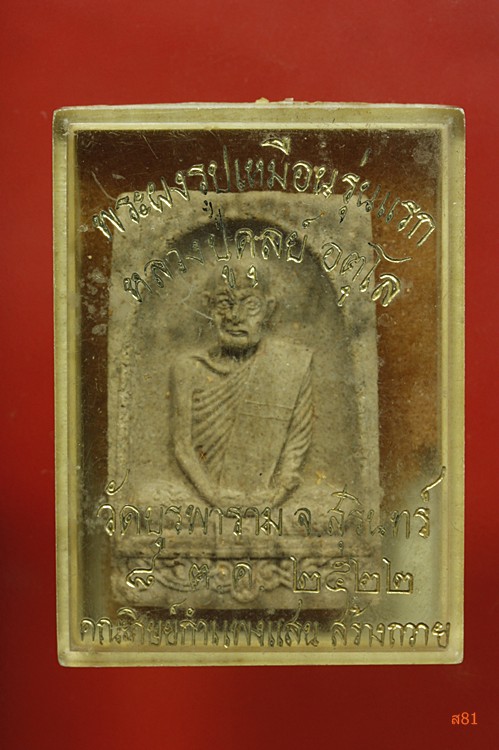 พระผงรูปเหมือนรุ่นแรก
หลวงปู่ดุลย์ อตุโล
วัดบูรพาราม จ.สุรินทร์
๘ ต.ค. ๒๕๒๒
คณะศิษย์กำแพงแสน สร้างถวาย
ส81